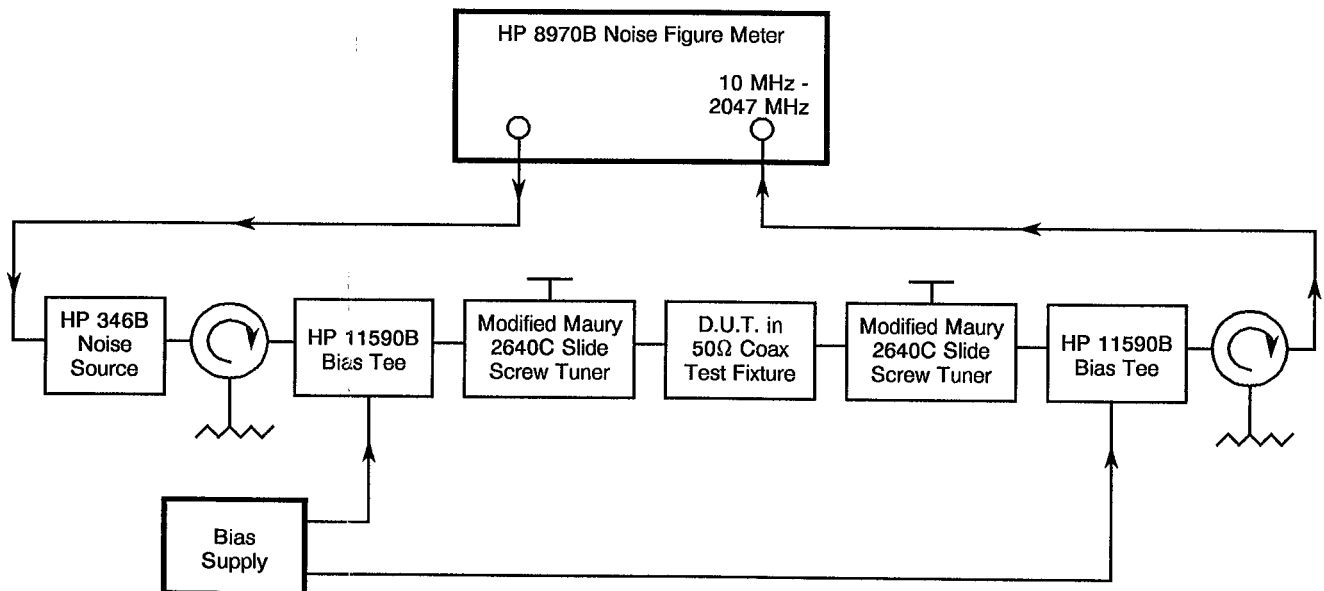 HP 8970B Noise Figure Meter
10 MHz -
2047 MHz
HP 346B
Noise
Source
HP 11590B
Bias Tee
Modified Maury
2640C Slide
Screw Tuner
D.U.T. in
50Ω Coax
Test Fixture
Modified Maury
2640C Slide
Screw Tuner
HP 11590B
Bias Tee
Bias
Supply